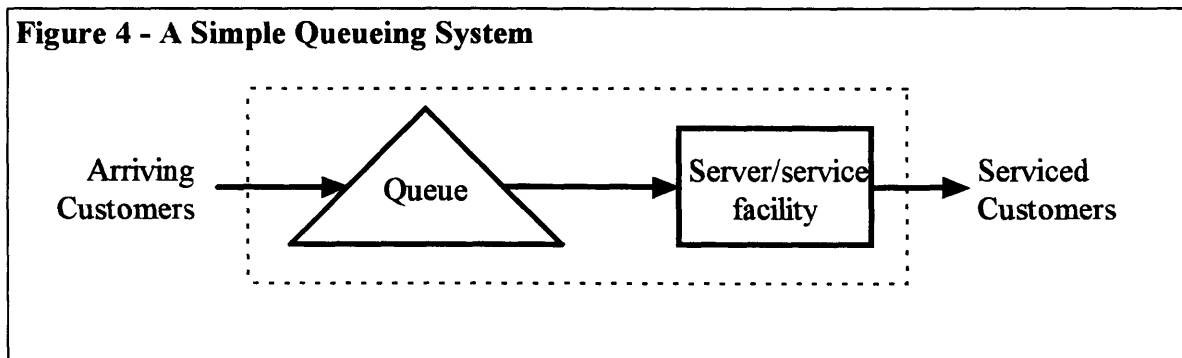 Figure 4 - A Simple Queueing System
Arriving
Customers
Queue
Server/service
facility
Serviced
Customers